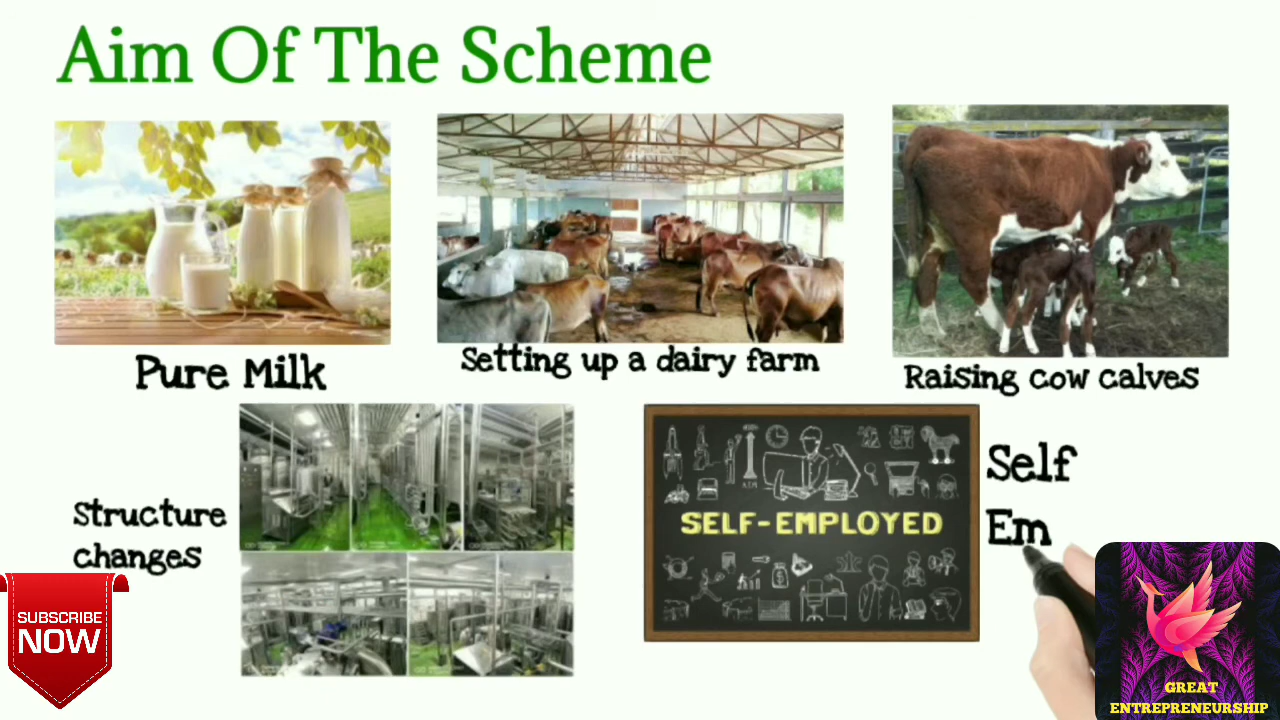 Aim Of The Scheme
Pure Milk
Setting up a dairy farm
Raising cow calves
Structure
changes
SELF-EMPLOYED
Self
Em
SUBSCRIBE
NOW
GREAT
ENTREPRENEURSHIP